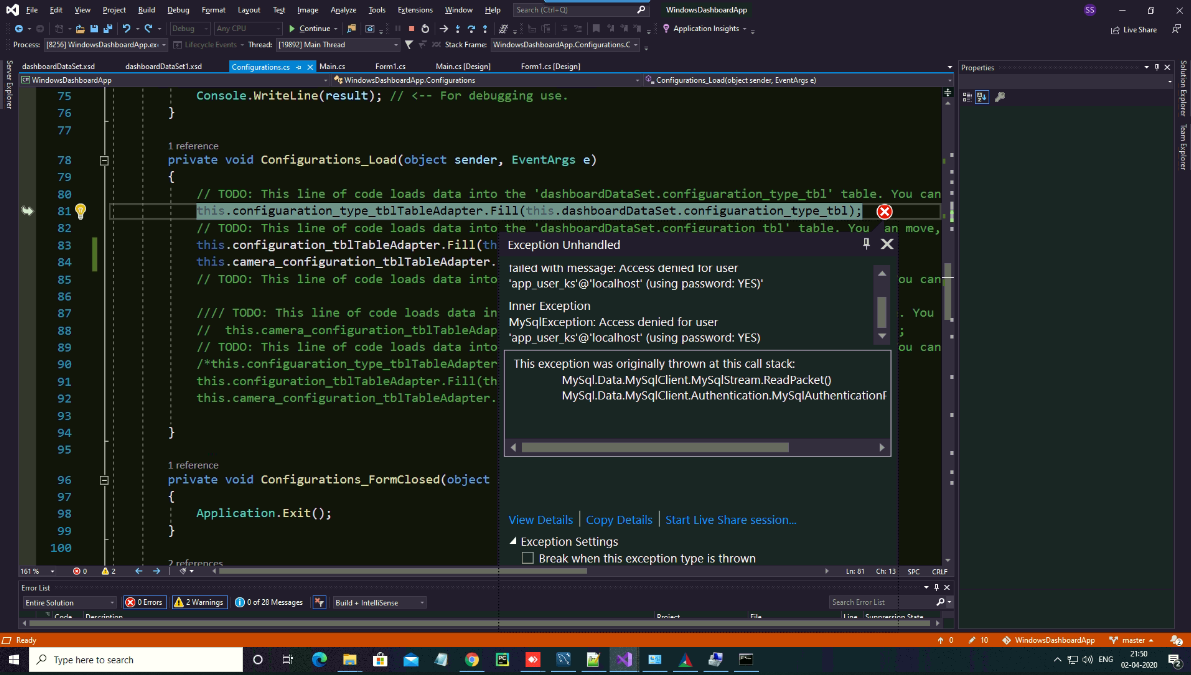 File Edit View Project Build Debug Format Layout Test Image Analyze Tools Extensions Window Help Search (Ctrl+Q) WindowsDashboardApp SS
Debug Any CPU Continue Application Insights Live Share
Process: [8256] WindowsDashboardApp.ex Lifecycle Events Thread: [19892] Main Thread Stack Frame: WindowsDashboardApp.Configurations.C
dashboardDataSet.xsd dashboardDataSet1.xsd Configurations.cs Main.cs Form1.cs Main.cs [Design] Form1.cs [Design]
WindowsDashboardApp WindowsDashboardApp.Configurations Configurations_Load(object sender, EventArgs e)
Server Explorer
75 Console.WriteLine(result); // <-- For debugging use.
76 }
77
1 reference
78 private void Configurations_Load(object sender, EventArgs e)
79 {
80 // TODO: This line of code loads data into the 'dashboardDataSet.configuaration_type_tbl' table. You can
81 this.configuaration_type_tblTableAdapter.Fill(this.dashboardDataSet.configuaration_type_tbl);
82 // TODO: This line of code loads data into the 'dashboardDataSet.configuration_tbl' table. You can move,
83 this.configuration_tblTableAdapter.Fill(th
84 this.camera_configuration_tblTableAdapter.
85 // TODO: This line of code loads data int ou can
86
87 //// TODO: This line of code loads data in . You
88 // this.camera_configuration_tblTableAdap ;
89 // TODO: This line of code loads data int ou can
90 /*this.configuaration_type_tblTableAdapter
91 this.configuration_tblTableAdapter.Fill(th
92 this.camera_configuration_tblTableAdapter.
93
94 }
95
1 reference
96 private void Configurations_FormClosed(object
97 {
98 Application.Exit();
99 }
100
2 references
Exception Unhandled
failed with message: Access denied for user
'app_user_ks'@'localhost' (using password: YES)'
Inner Exception
MySqlException: Access denied for user
'app_user_ks'@'localhost' (using password: YES)
This exception was originally thrown at this call stack:
MySql.Data.MySqlClient.MySqlStream.ReadPacket()
MySql.Data.MySqlClient.Authentication.MySqlAuthenticationP
View Details Copy Details Start Live Share session...
Exception Settings
Break when this exception type is thrown
Properties
Solution Explorer
Team Explorer
161 % 0 2 Ln: 81 Ch: 13 SPC CRLF
Error List
Entire Solution 0 Errors 2 Warnings 0 of 28 Messages Build + IntelliSense Search Error List
Code Description Project File Line Suppression State
Ready 0 10 WindowsDashboardApp master 2
Type here to search ENG 21:50
02-04-2020 2